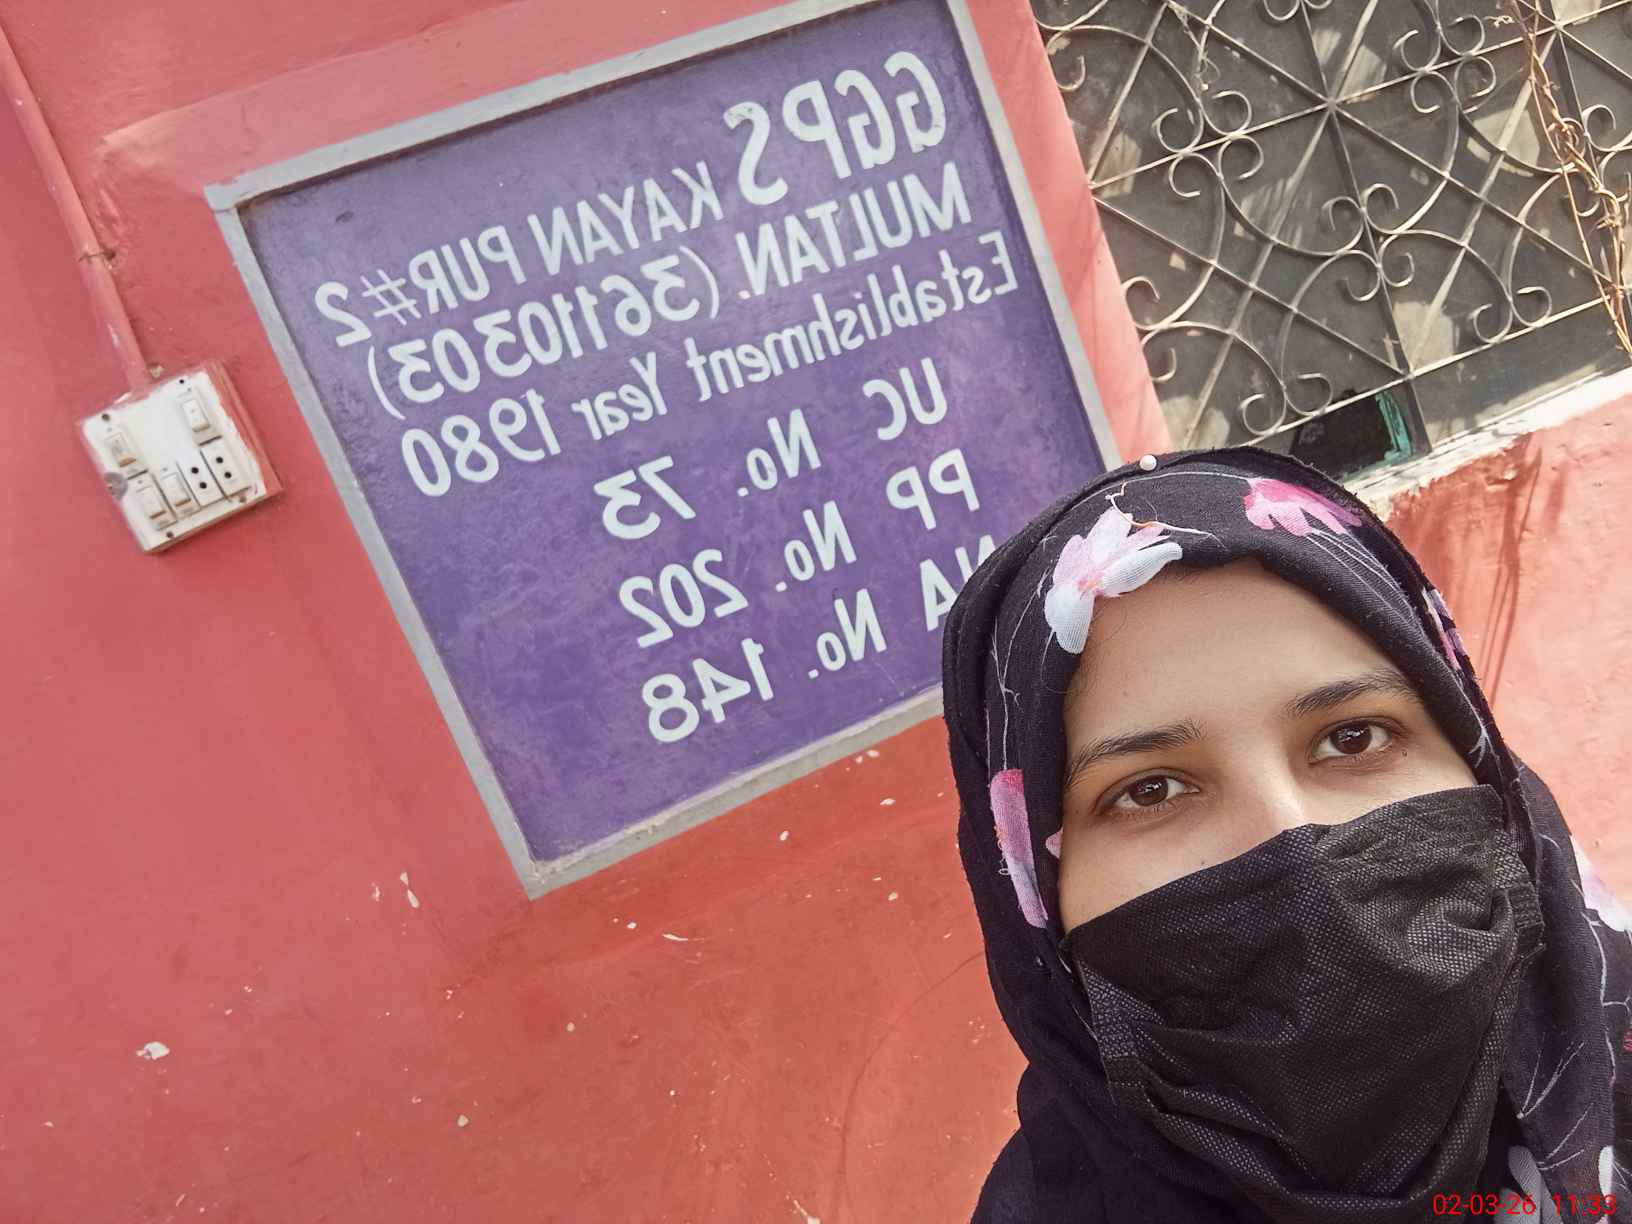 GGPS KAYAN PUR#2
MULTAN. (36110303)
Establishment Year 1980
UC No. 73
PP No. 202
NA No. 148
02-03-26 11:33